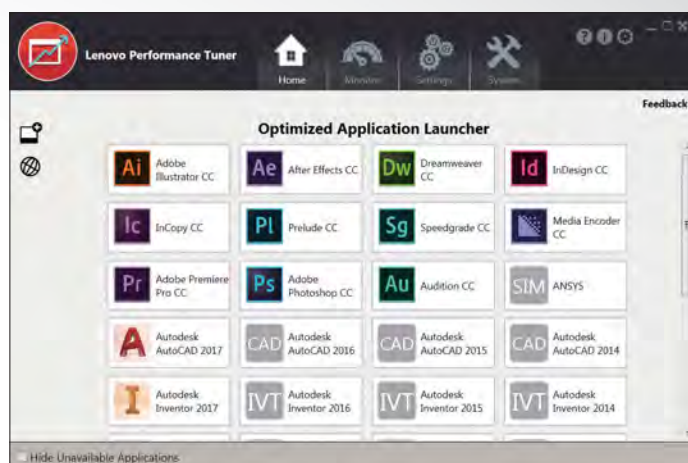 Lenovo Performance Tuner
Home
Monitor
Settings
System
Feedback
Optimized Application Launcher
Ai
Adobe
Illustrator CC
Ae
After Effects CC
Dw
Dreamweaver
CC
Id
InDesign CC
Ic
InCopy CC
Pl
Prelude CC
Sg
Speedgrade CC
Media Encoder
CC
Pr
Adobe Premiere
Pro CC
Ps
Adobe
Photoshop CC
Au
Audition CC
SIM
ANSYS
Autodesk
AutoCAD 2017
CAD
Autodesk
AutoCAD 2016
CAD
Autodesk
AutoCAD 2015
CAD
Autodesk
AutoCAD 2014
Autodesk
Inventor 2017
IVT
Autodesk
Inventor 2016
IVT
Autodesk
Inventor 2015
IVT
Autodesk
Inventor 2014
Hide Unavailable Applications